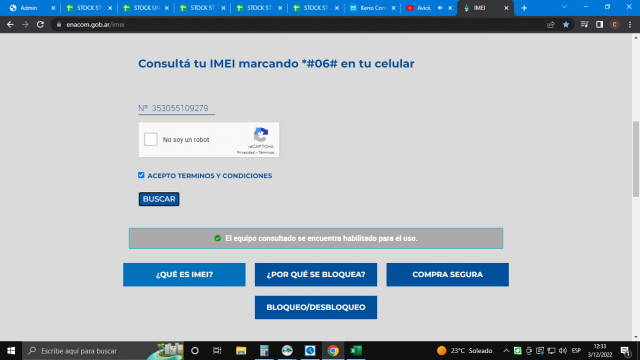 Admin
STOCK ST
STOCK UN
STOCK ST
STOCK ST
STOCK ST
Kerio Con
Avicii
IMEI
enacom.gob.ar/imei
Consultá tu IMEI marcando *#06# en tu celular
Nº 353055109279
No soy un robot
reCAPTCHA
Privacidad • Términos
ACEPTO TERMINOS Y CONDICIONES
BUSCAR
El equipo consultado se encuentra habilitado para el uso.
¿QUÉ ES IMEI?
¿POR QUÉ SE BLOQUEA?
COMPRA SEGURA
BLOQUEO/DESBLOQUEO
Escribe aquí para buscar
23°C Soleado
ESP
12:33
3/12/2022